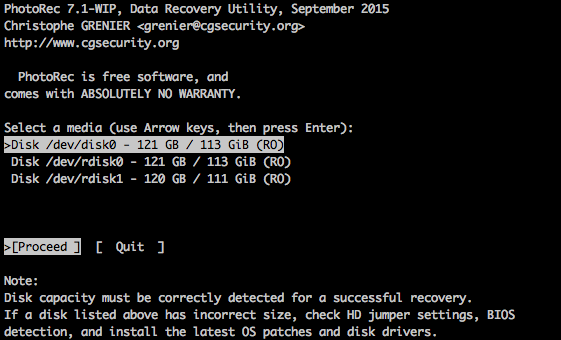 PhotoRec 7.1-WIP, Data Recovery Utility, September 2015
Christophe GRENIER <grenier@cgsecurity.org>
http://www.cgsecurity.org
PhotoRec is free software, and
comes with ABSOLUTELY NO WARRANTY.
Select a media (use Arrow keys, then press Enter):
>Disk /dev/disk0 - 121 GB / 113 GiB (RO)
Disk /dev/rdisk0 - 121 GB / 113 GiB (RO)
Disk /dev/rdisk1 - 120 GB / 111 GiB (RO)
>[Proceed ]  [  Quit  ]
Note:
Disk capacity must be correctly detected for a successful recovery.
If a disk listed above has incorrect size, check HD jumper settings, BIOS
detection, and install the latest OS patches and disk drivers.